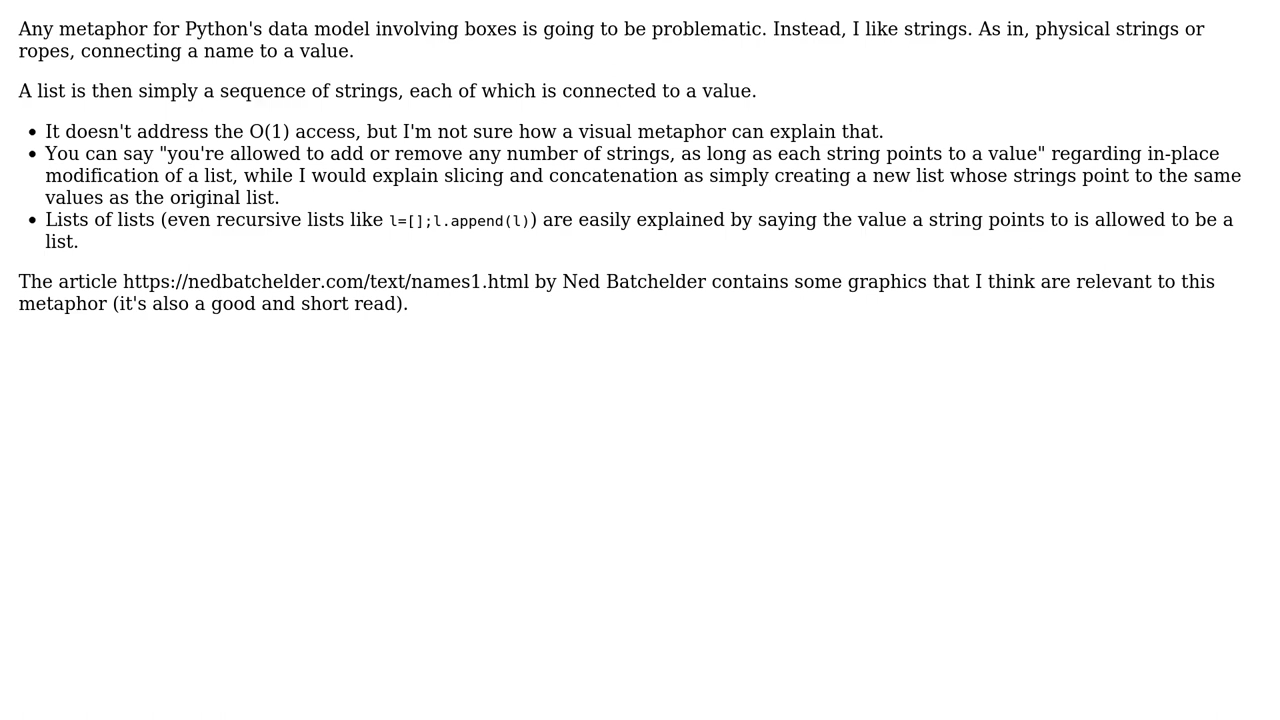 Any metaphor for Python's data model involving boxes is going to be problematic. Instead, I like strings. As in, physical strings or
ropes, connecting a name to a value.
A list is then simply a sequence of strings, each of which is connected to a value.
• It doesn't address the O(1) access, but I'm not sure how a visual metaphor can explain that.
• You can say "you're allowed to add or remove any number of strings, as long as each string points to a value" regarding in-place
modification of a list, while I would explain slicing and concatenation as simply creating a new list whose strings point to the same
values as the original list.
• Lists of lists (even recursive lists like l=[];l.append(l)) are easily explained by saying the value a string points to is allowed to be a
list.
The article https://nedbatchelder.com/text/names1.html by Ned Batchelder contains some graphics that I think are relevant to this
metaphor (it's also a good and short read).